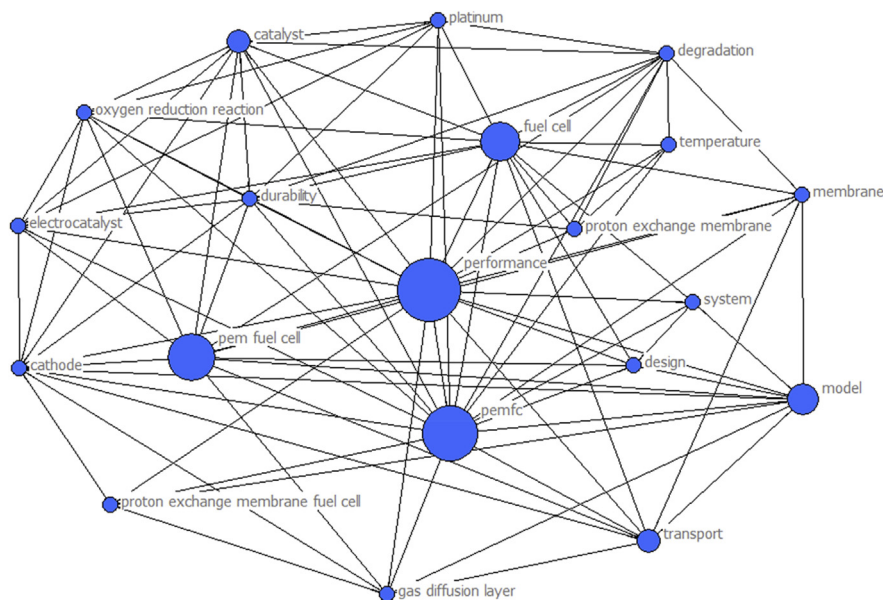 platinum
catalyst
degradation
oxygen reduction reaction
fuel cell
temperature
durability
membrane
electrocatalyst
proton exchange membrane
performance
system
pem fuel cell
cathode
design
model
pemfc
proton exchange membrane fuel cell
transport
gas diffusion layer